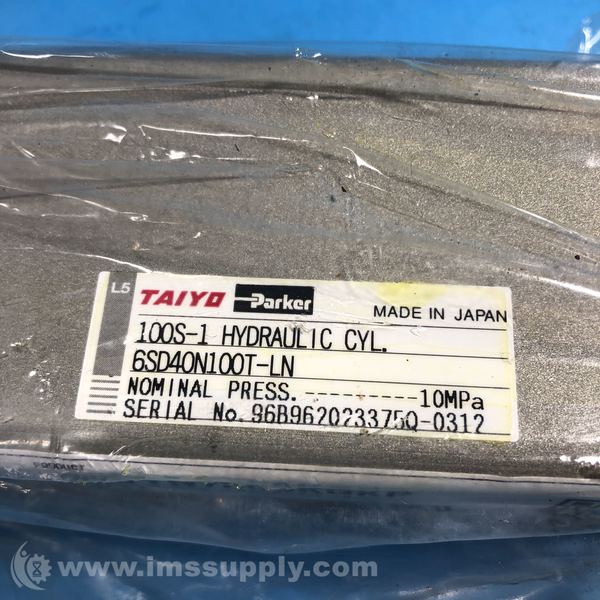 L5 TAIYO Parker MADE IN JAPAN
100S-1 HYDRAULIC CYL.
6SD40N100T-LN
NOMINAL PRESS. ----------10MPa
SERIAL No. 96B962023375Q-0312
PRODUCT
www.imssupply.com